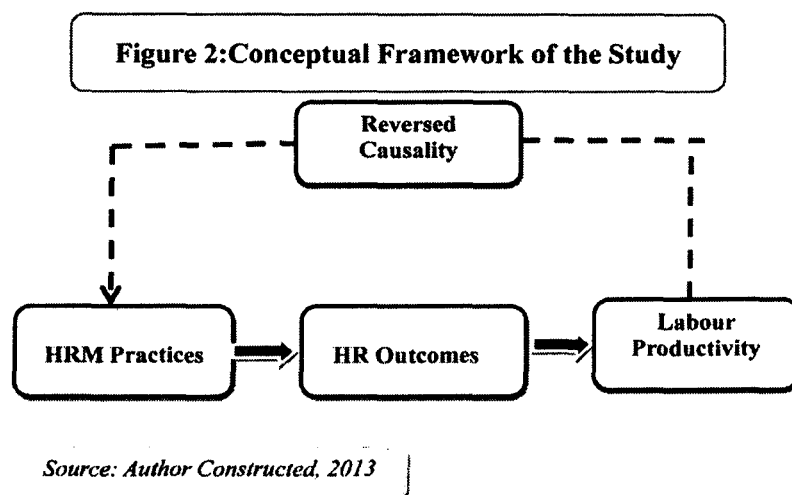 Figure 2:Conceptual Framework of the Study
Reversed
Causality
HRM Practices
HR Outcomes
Labour
Productivity
Source: Author Constructed, 2013